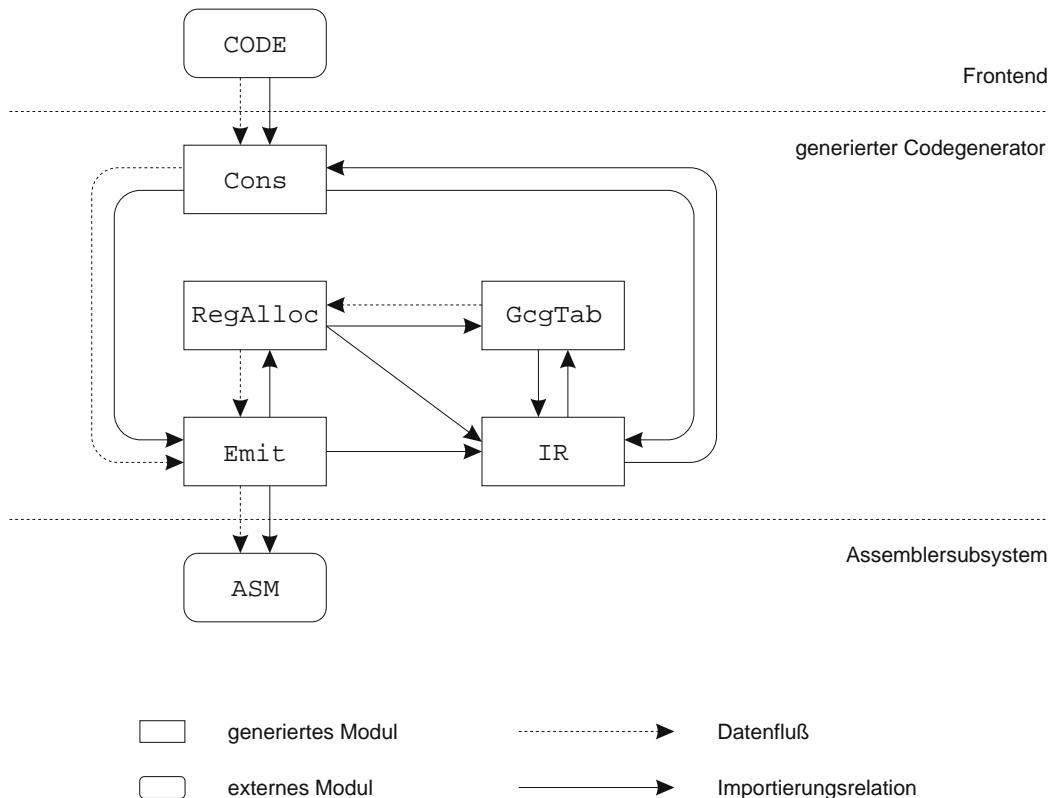 CODE
Frontend
generierter Codegenerator
Cons
RegAlloc
GcgTab
Emit
IR
Assemblersubsystem
ASM
generiertes Modul
Datenfluß
externes Modul
Importierungsrelation